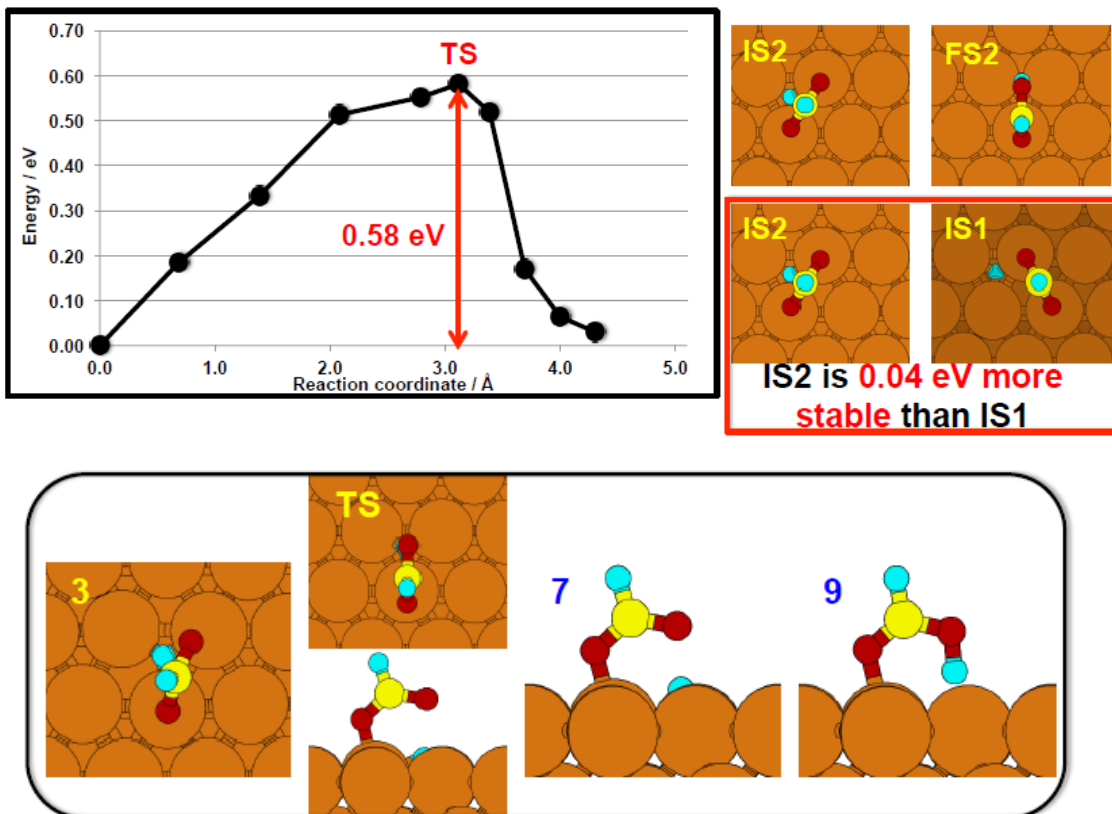 0.70
0.60
0.50
0.40
0.30
0.20
0.10
0.00
Energy / eV
TS
0.58 eV
0.0 1.0 2.0 3.0 4.0 5.0
Reaction coordinate / Å
IS2 FS2
IS2 IS1
IS2 is 0.04 eV more
stable than IS1
3
TS
7
9